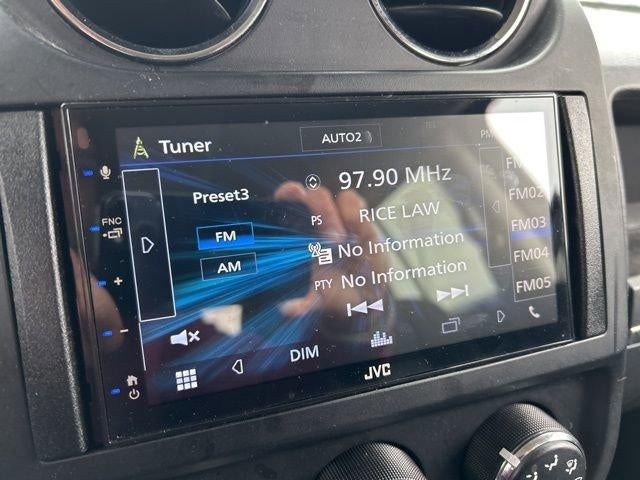 Tuner
AUTO2
TEL
97.90 MHz
Preset3
PS
RICE LAW
FM
No Information
AM
PTY
No Information
FM02
FM03
FM04
FM05
FNC
+
−
DIM
JVC